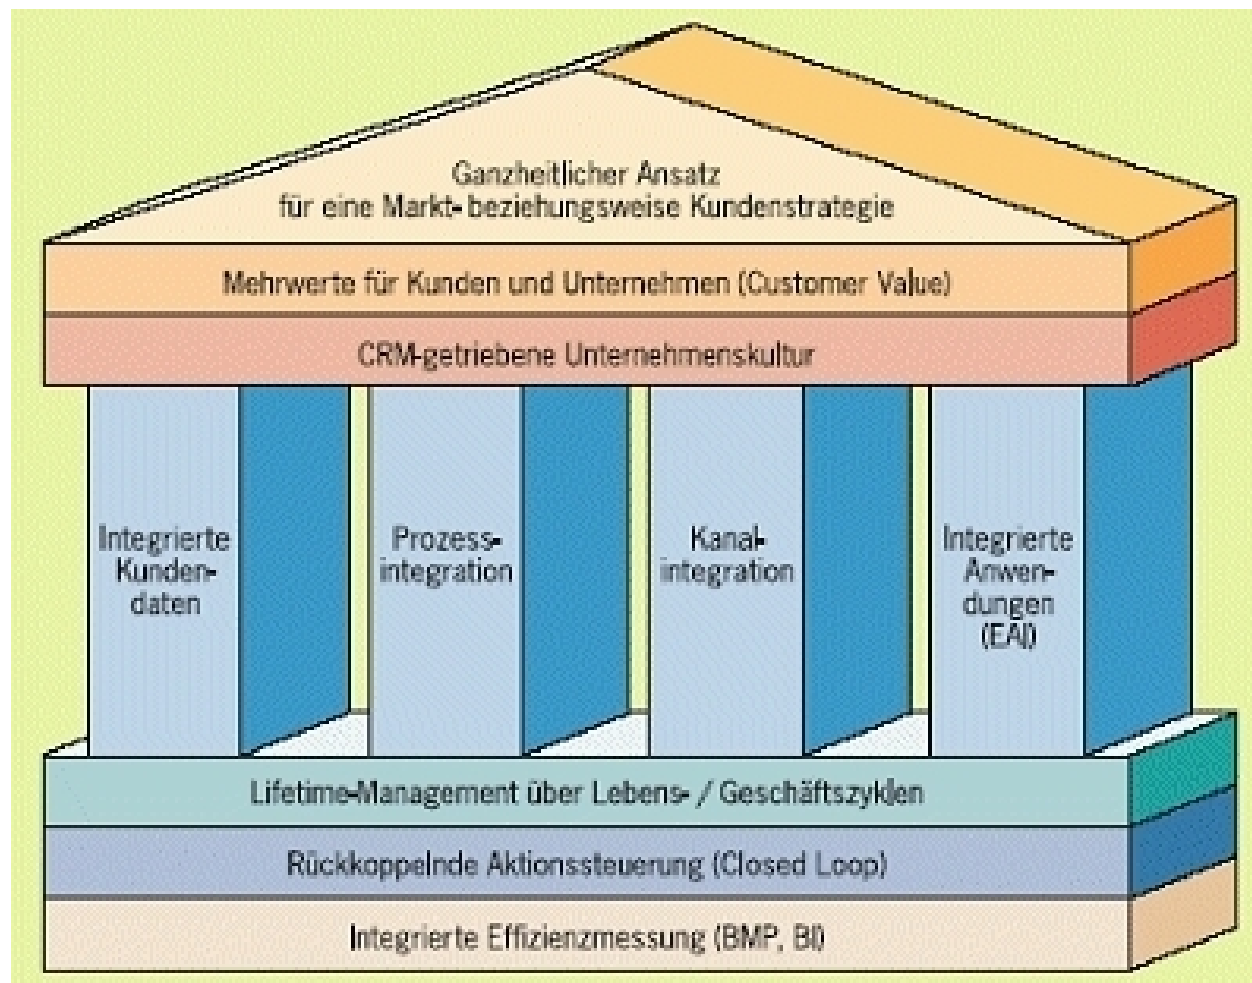 Ganzheitlicher Ansatz
für eine Markt- beziehungsweise Kundenstrategie
Mehrwerte für Kunden und Unternehmen (Customer Value)
CRM-getriebene Unternehmenskultur
Integrierte
Kunden-
daten
Prozess-
integration
Kanal-
integration
Integrierte
Anwen-
dungen
(EAI)
Lifetime-Management über Lebens- / Geschäftszyklen
Rückkoppelnde Aktionssteuerung (Closed Loop)
Integrierte Effizienzmessung (BMP, BI)